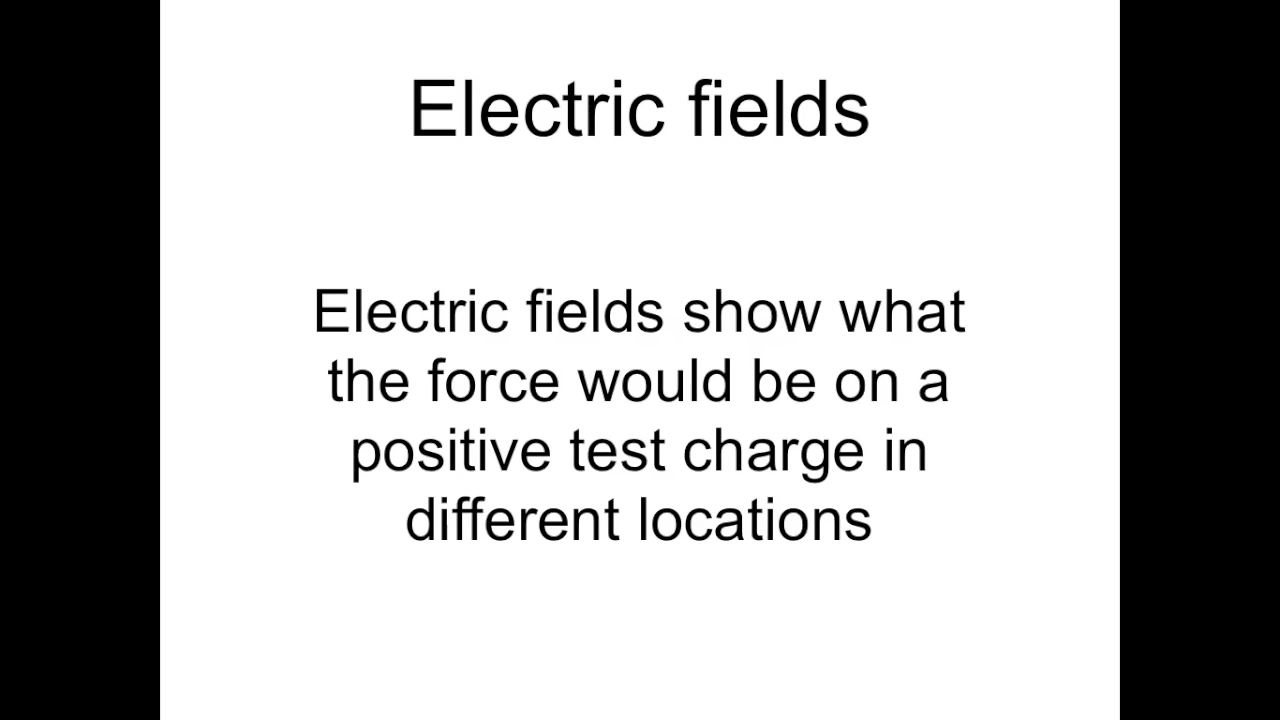 Electric fields
Electric fields show what
the force would be on a
positive test charge in
different locations